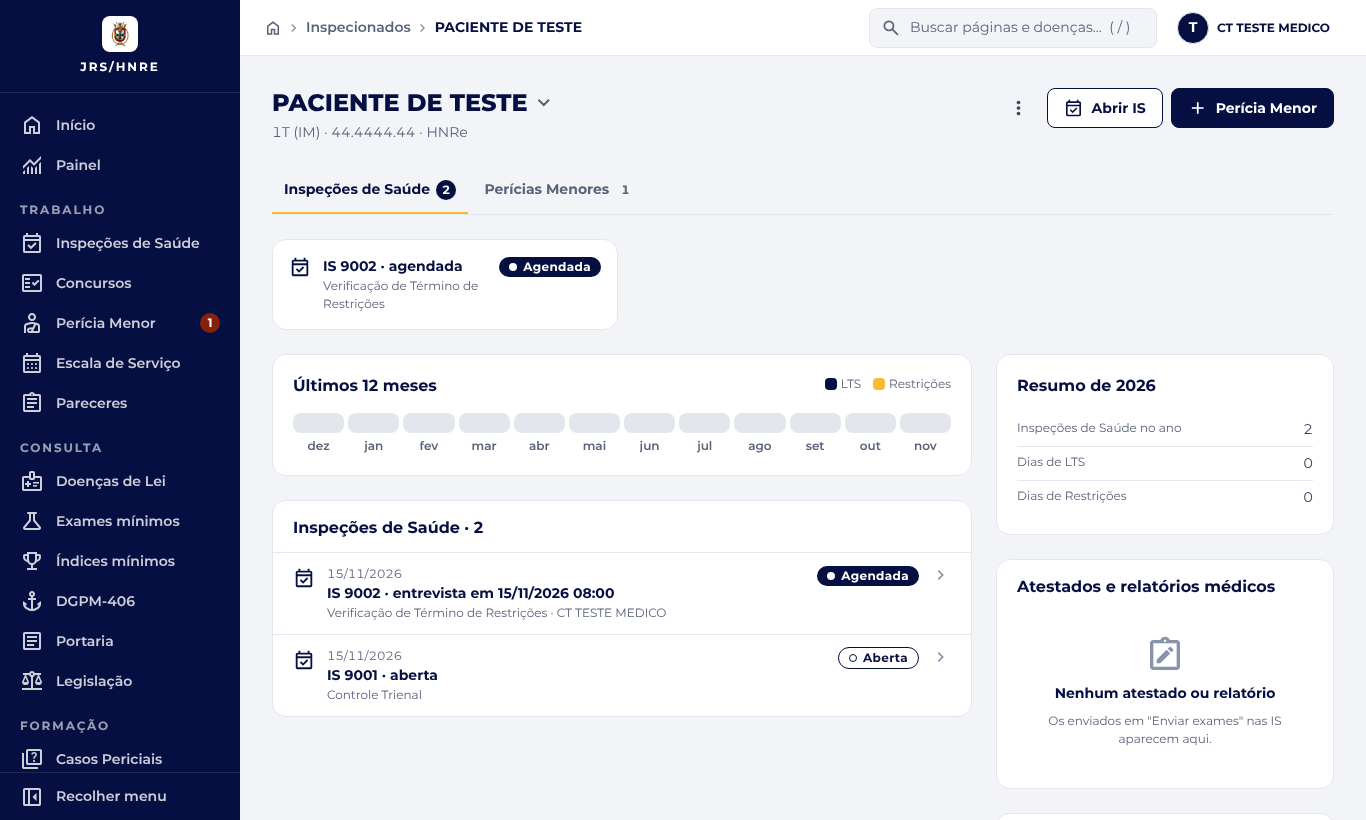 JRS/HNRE
Início
Painel
TRABALHO
Inspeções de Saúde
Concursos
Perícia Menor 1
Escala de Serviço
Pareceres
CONSULTA
Doenças de Lei
Exames mínimos
Índices mínimos
DGPM-406
Portaria
Legislação
FORMAÇÃO
Casos Periciais
Recolher menu
Inspecionados PACIENTE DE TESTE
Buscar páginas e doenças... ( / )
T CT TESTE MEDICO
PACIENTE DE TESTE
1T (IM) · 44.4444.44 · HNRe
Abrir IS
+ Perícia Menor
Inspeções de Saúde 2
Perícias Menores 1
IS 9002 · agendada
Agendada
Verificação de Término de
Restrições
Últimos 12 meses
LTS Restrições
dez jan fev mar abr mai jun jul ago set out nov
Resumo de 2026
Inspeções de Saúde no ano 2
Dias de LTS 0
Dias de Restrições 0
Inspeções de Saúde · 2
15/11/2026
IS 9002 · entrevista em 15/11/2026 08:00
Verificação de Término de Restrições · CT TESTE MEDICO
Agendada
15/11/2026
IS 9001 · aberta
Controle Trienal
Aberta
Atestados e relatórios médicos
Nenhum atestado ou relatório
Os enviados em "Enviar exames" nas IS
aparecem aqui.